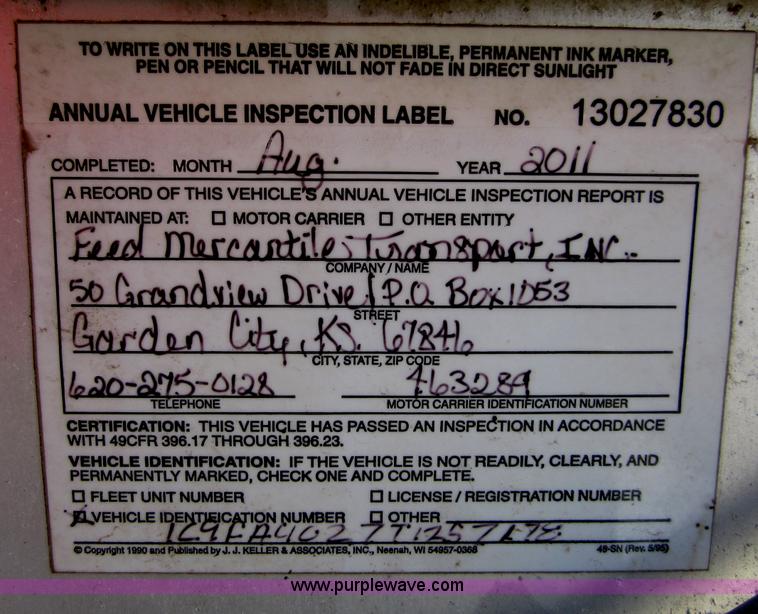 TO WRITE ON THIS LABEL USE AN INDELIBLE, PERMANENT INK MARKER,
PEN OR PENCIL THAT WILL NOT FADE IN DIRECT SUNLIGHT
ANNUAL VEHICLE INSPECTION LABEL NO. 13027830
COMPLETED: MONTH Aug. YEAR 2011
A RECORD OF THIS VEHICLE'S ANNUAL VEHICLE INSPECTION REPORT IS
MAINTAINED AT: ☐ MOTOR CARRIER ☐ OTHER ENTITY
Feed Mercantile Transport, INC.
COMPANY / NAME
50 Grandview Drive / P.O. Box 1053
STREET
Garden City, KS. 67846
CITY, STATE, ZIP CODE
620-275-0128 463289
TELEPHONE MOTOR CARRIER IDENTIFICATION NUMBER
CERTIFICATION: THIS VEHICLE HAS PASSED AN INSPECTION IN ACCORDANCE
WITH 49CFR 396.17 THROUGH 396.23.
VEHICLE IDENTIFICATION: IF THE VEHICLE IS NOT READILY, CLEARLY, AND
PERMANENTLY MARKED, CHECK ONE AND COMPLETE.
☐ FLEET UNIT NUMBER ☐ LICENSE / REGISTRATION NUMBER
☒ VEHICLE IDENTIFICATION NUMBER ☐ OTHER
© Copyright 1990 and Published by J. J. KELLER & ASSOCIATES, INC., Neenah, WI 54957-0368 48-SN (Rev. 5/95)
www.purplewave.com